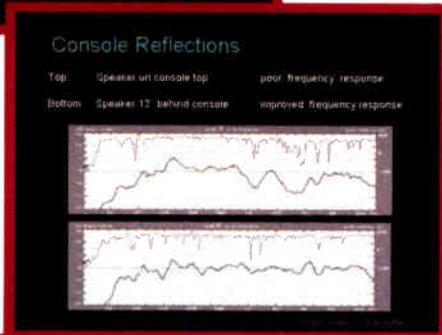 Console Reflections
Top: Speaker on console top poor frequency response
Bottom Speaker 12" behind console improved frequency response